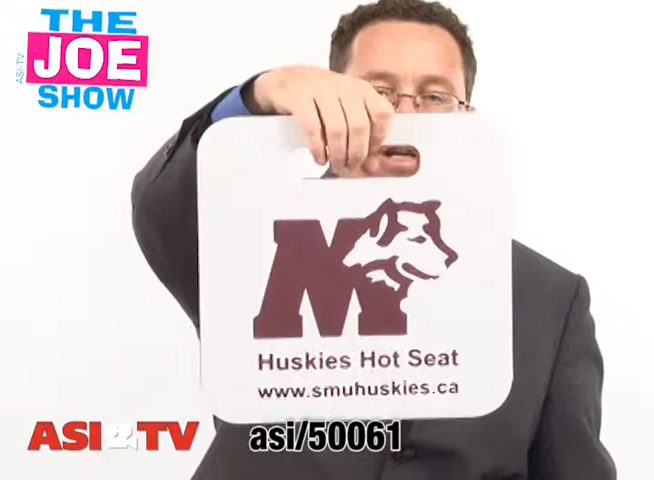 THE
JOE
SHOW
ASI-TV
M
Huskies Hot Seat
www.smuhuskies.ca
ASI TV
asi/50061